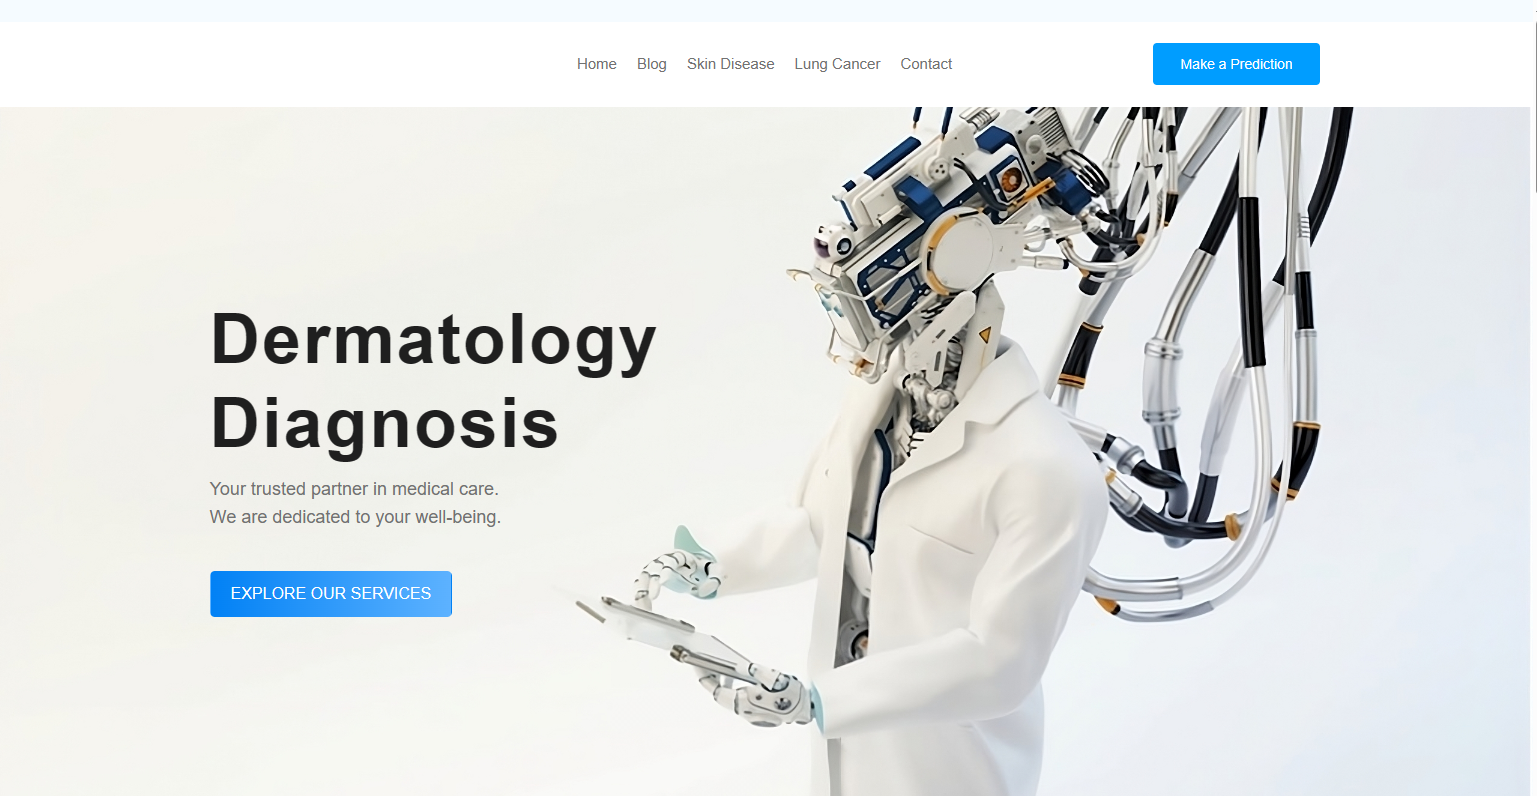 Home Blog Skin Disease Lung Cancer Contact Make a Prediction
Dermatology
Diagnosis
Your trusted partner in medical care.
We are dedicated to your well-being.
EXPLORE OUR SERVICES